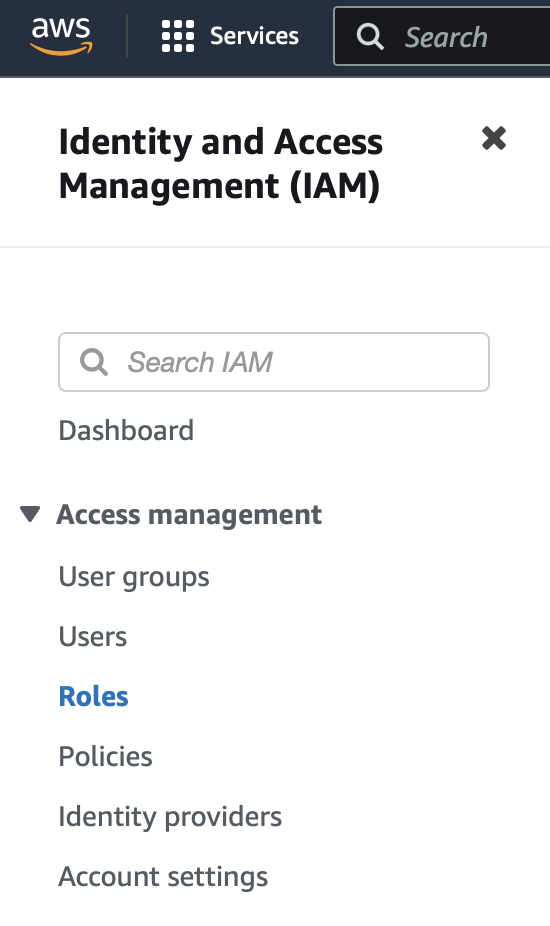 aws
Services
Search
Identity and Access
Management (IAM)
Search IAM
Dashboard
Access management
User groups
Users
Roles
Policies
Identity providers
Account settings